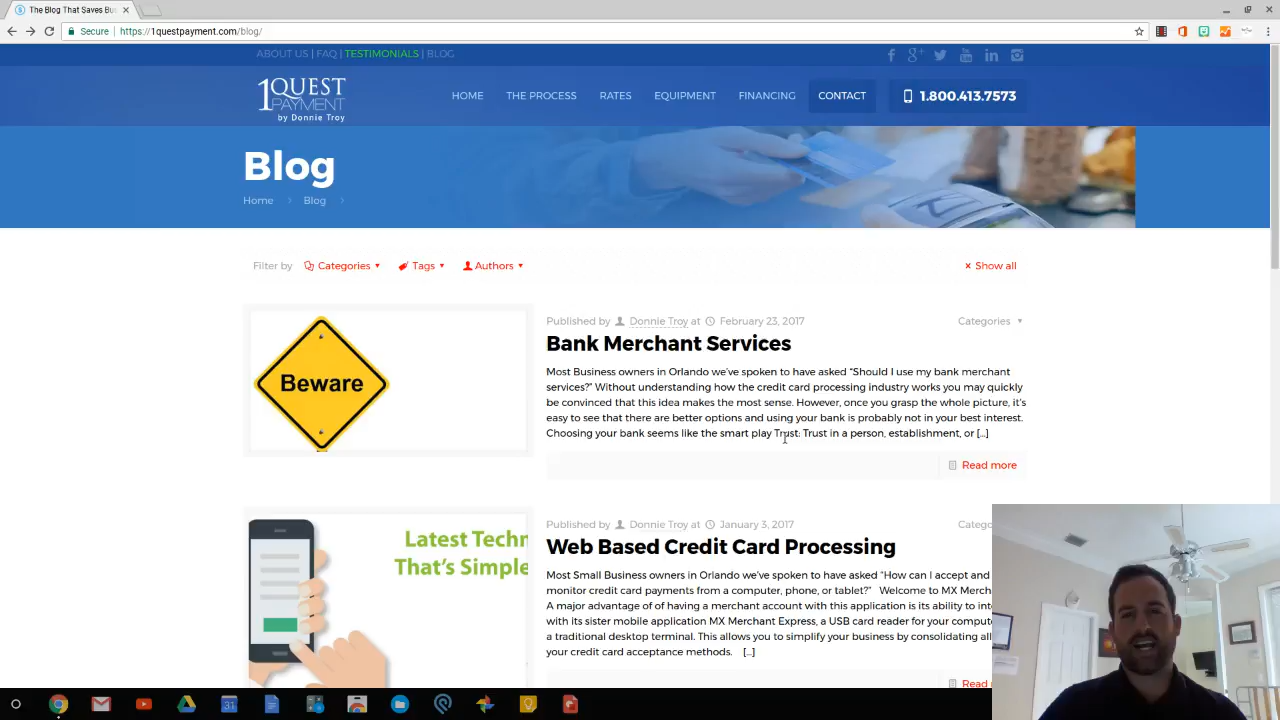 The Blog That Saves Bu
Secure
https://1questpayment.com/blog/
ABOUT US | FAQ | TESTIMONIALS | BLOG
1QUEST
PAYMENT
by Donnie Troy
HOME
THE PROCESS
RATES
EQUIPMENT
FINANCING
CONTACT
1.800.413.7573
Blog
Home
Blog
Filter by
Categories
Tags
Authors
Show all
Beware
Published by Donnie Troy at February 23, 2017
Categories
Bank Merchant Services
Most Business owners in Orlando we’ve spoken to have asked “Should I use my bank merchant
services?” Without understanding how the credit card processing industry works you may quickly
be convinced that this idea makes the most sense. However, once you grasp the whole picture, it’s
easy to see that there are better options and using your bank is probably not in your best interest.
Choosing your bank seems like the smart play Trust: Trust in a person, establishment, or [...]
Read more
Latest Techn
That’s Simple
Published by Donnie Troy at January 3, 2017
Categ
Web Based Credit Card Processing
Most Small Business owners in Orlando we’ve spoken to have asked “How can I accept and
monitor credit card payments from a computer, phone, or tablet?” Welcome to MX Merch
A major advantage of of having a merchant account with this application is its ability to inte
with its sister mobile application MX Merchant Express, a USB card reader for your compute
a traditional desktop terminal. This allows you to simplify your business by consolidating all
your credit card acceptance methods. [...]
Read m
31